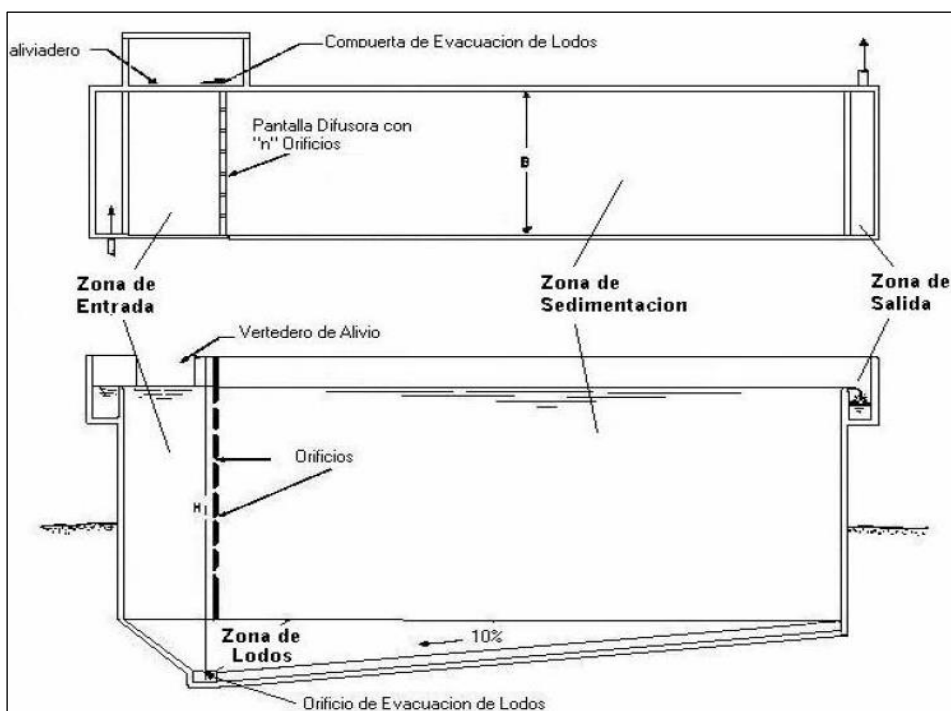 aliviadero
Compuerta de Evacuacion de Lodos
Pantalla Difusora con
"n" Orificios
B
Zona de
Entrada
Zona de
Sedimentacion
Zona de
Salida
Vertedero de Alivio
Orificios
H
Zona de
Lodos
10%
Orificio de Evacuacion de Lodos